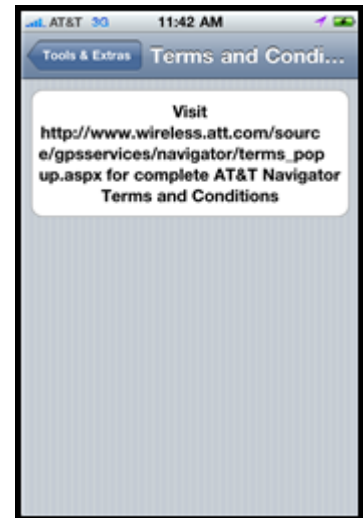 AT&T 3G 11:42 AM
Tools & Extras Terms and Condi...
Visit
http://www.wireless.att.com/sourc
e/gpsservices/navigator/terms_pop
up.aspx for complete AT&T Navigator
Terms and Conditions